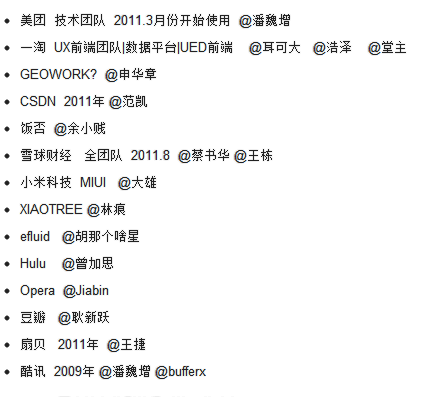 美团 技术团队 2011.3月份开始使用 @潘魏增
一淘 UX前端团队|数据平台|UED前端 @耳可大 @浩泽 @堂主
GEOWORK? @申华章
CSDN 2011年 @范凯
饭否 @余小贱
雪球财经 全团队 2011.8 @蔡书华 @王栋
小米科技 MIUI @大雄
XIAOTREE @林痕
efluid @胡那个啥星
Hulu @曾加思
Opera @Jiabin
豆瓣 @耿新跃
扇贝 2011年 @王捷
酷讯 2009年 @潘魏增 @bufferx